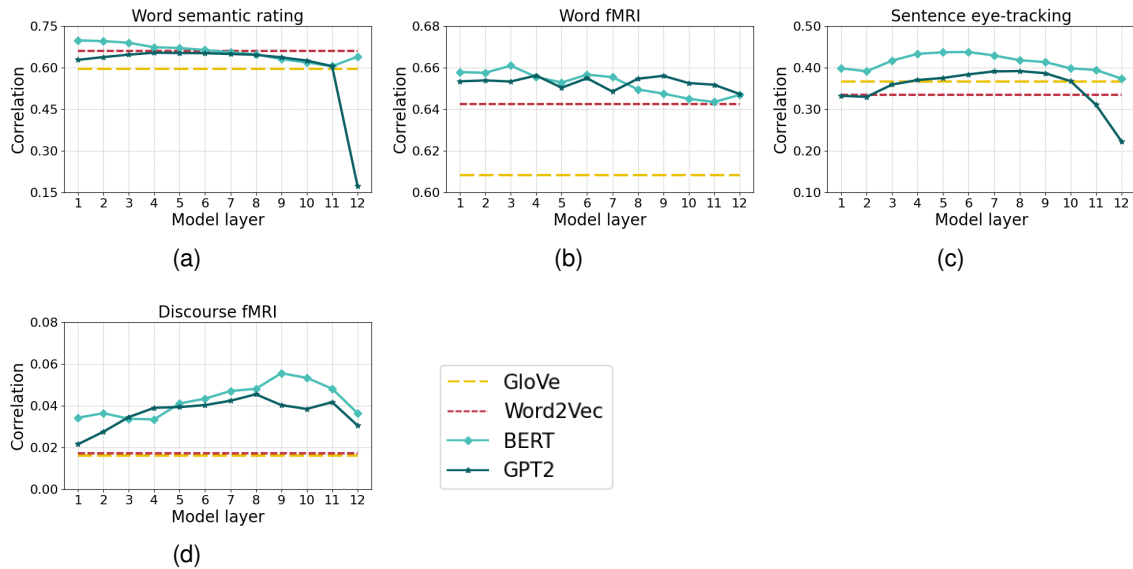 Word semantic rating
0.75
0.60
0.45
0.30
0.15
Correlation
1 2 3 4 5 6 7 8 9 10 11 12
Model layer
(a)
Word fMRI
0.68
0.66
0.64
0.62
0.60
Correlation
1 2 3 4 5 6 7 8 9 10 11 12
Model layer
(b)
Sentence eye-tracking
0.50
0.40
0.30
0.20
0.10
Correlation
1 2 3 4 5 6 7 8 9 10 11 12
Model layer
(c)
Discourse fMRI
0.08
0.06
0.04
0.02
0.00
Correlation
1 2 3 4 5 6 7 8 9 10 11 12
Model layer
(d)
GloVe
Word2Vec
BERT
GPT2